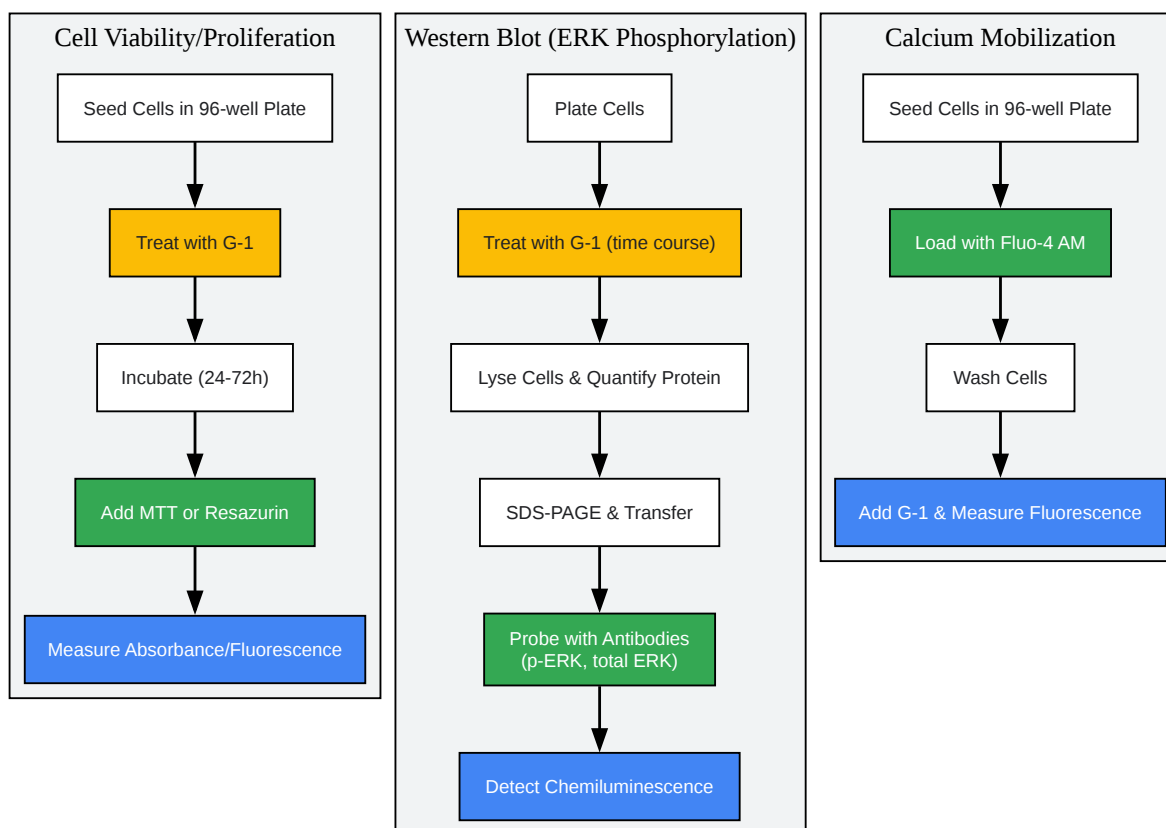 Cell Viability/Proliferation
Seed Cells in 96-well Plate
Treat with G-1
Incubate (24-72h)
Add MTT or Resazurin
Measure Absorbance/Fluorescence
Western Blot (ERK Phosphorylation)
Plate Cells
Treat with G-1 (time course)
Lyse Cells & Quantify Protein
SDS-PAGE & Transfer
Probe with Antibodies
(p-ERK, total ERK)
Detect Chemiluminescence
Calcium Mobilization
Seed Cells in 96-well Plate
Load with Fluo-4 AM
Wash Cells
Add G-1 & Measure Fluorescence